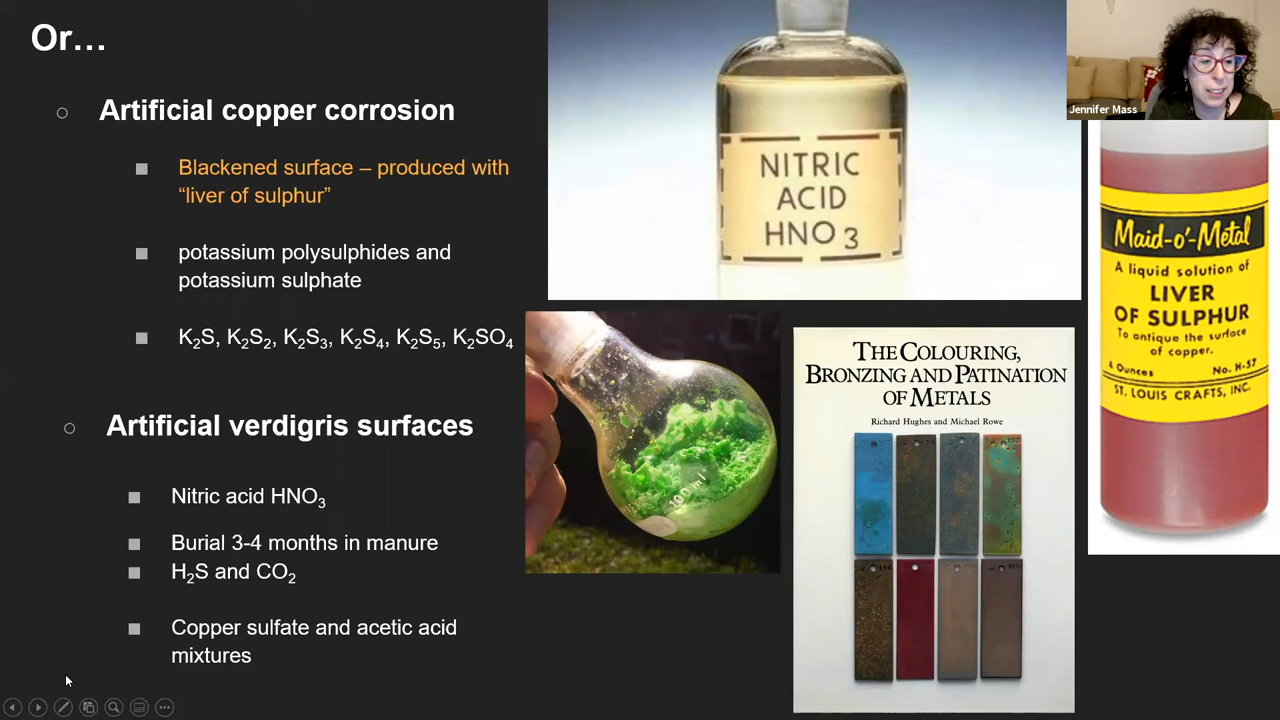 Or…
Artificial copper corrosion
Blackened surface – produced with
“liver of sulphur”
potassium polysulphides and
potassium sulphate
K₂S, K₂S₂, K₂S₃, K₂S₄, K₂S₅, K₂SO₄
Artificial verdigris surfaces
Nitric acid HNO₃
Burial 3-4 months in manure
H₂S and CO₂
Copper sulfate and acetic acid
mixtures
NITRIC
ACID
HNO₃
100 ml
THE COLOURING,
BRONZING AND PATINATION
OF METALS
Richard Hughes and Michael Rowe
Jennifer Mass
Maid-o'-Metal
A liquid solution of
LIVER
OF SULPHUR
To antique the surface
of copper.
4 Ounces No. H-57
ST. LOUIS CRAFTS, INC.